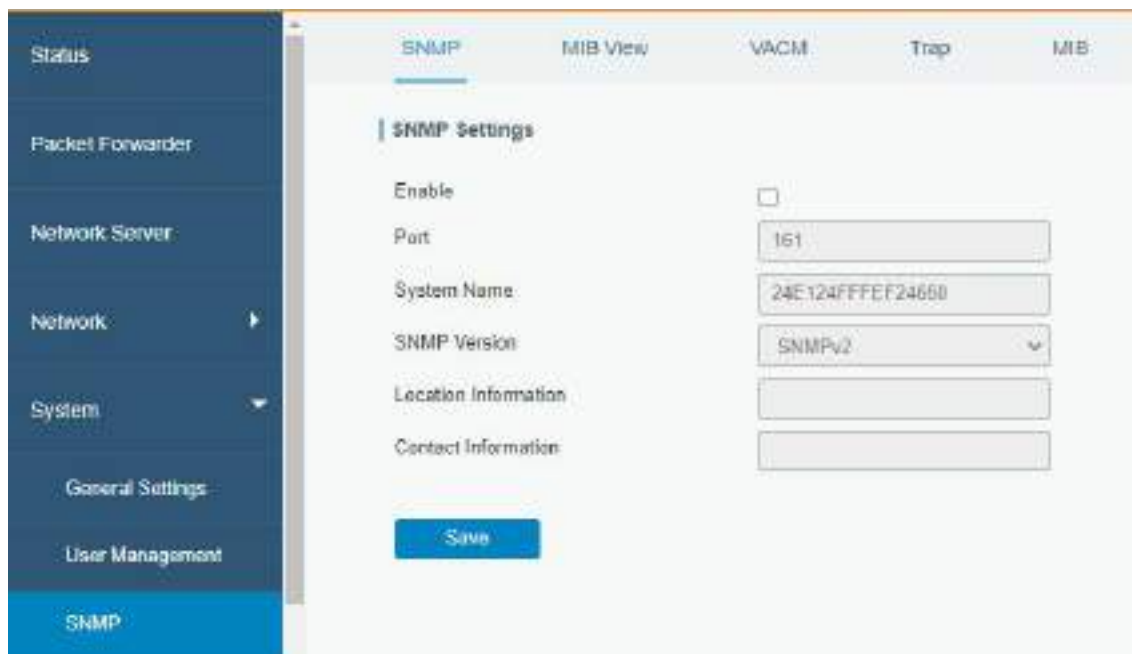 Status
Packet Forwarder
Network Server
Network
System
General Settings
User Management
SNMP
SNMP MIB View VACM Trap MIB
SNMP Settings
Enable
Port 161
System Name 24E124FFFEF24660
SNMP Version SNMPv2
Location Information
Contact Information
Save